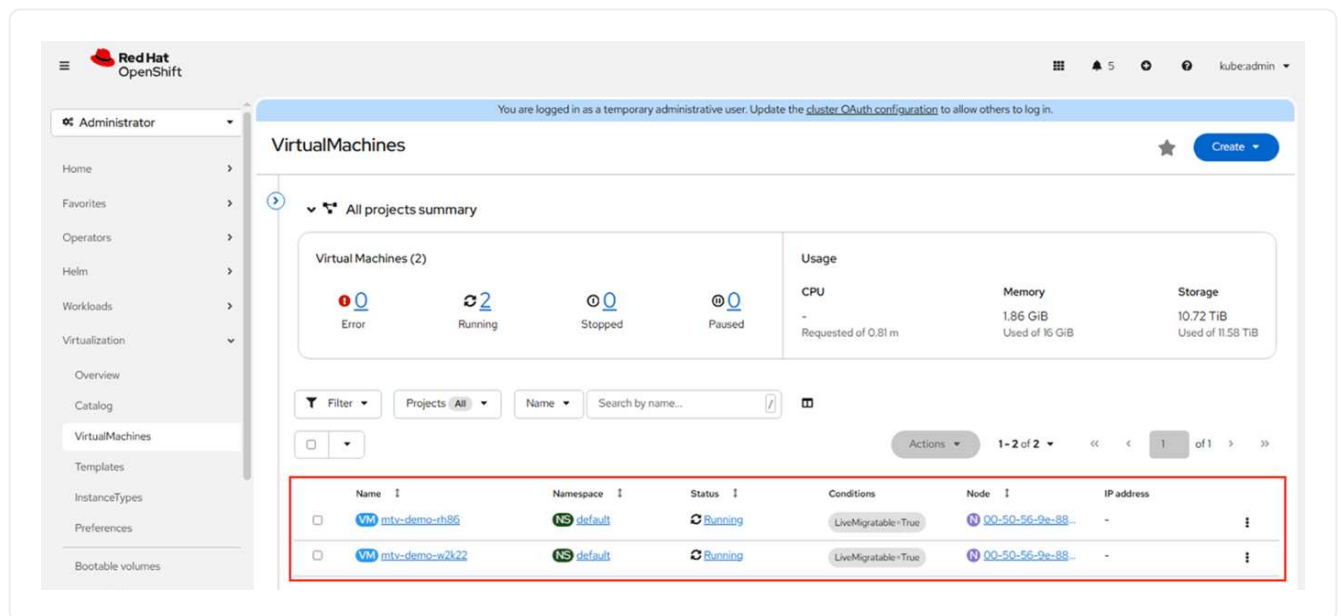 Red Hat
OpenShift
5
kube:admin
Administrator
You are logged in as a temporary administrative user. Update the cluster OAuth configuration to allow others to log in.
VirtualMachines
Create
Home
Favorites
Operators
Helm
Workloads
Virtualization
Overview
Catalog
VirtualMachines
Templates
InstanceTypes
Preferences
Bootable volumes
All projects summary
Virtual Machines (2)
0
Error
2
Running
0
Stopped
0
Paused
Usage
CPU
-
Requested of 0.81 m
Memory
1.86 GiB
Used of 16 GiB
Storage
10.72 TiB
Used of 11.58 TiB
Filter
Projects All
Name
Search by name...
/
Actions
1 - 2 of 2
<< < 1 of 1 > >>
Name Namespace Status Conditions Node IP address
VM mtv-demo-rh86 NS default Running LiveMigratable=True N 00-50-56-9e-88... -
VM mtv-demo-w2k22 NS default Running LiveMigratable=True N 00-50-56-9e-88... -